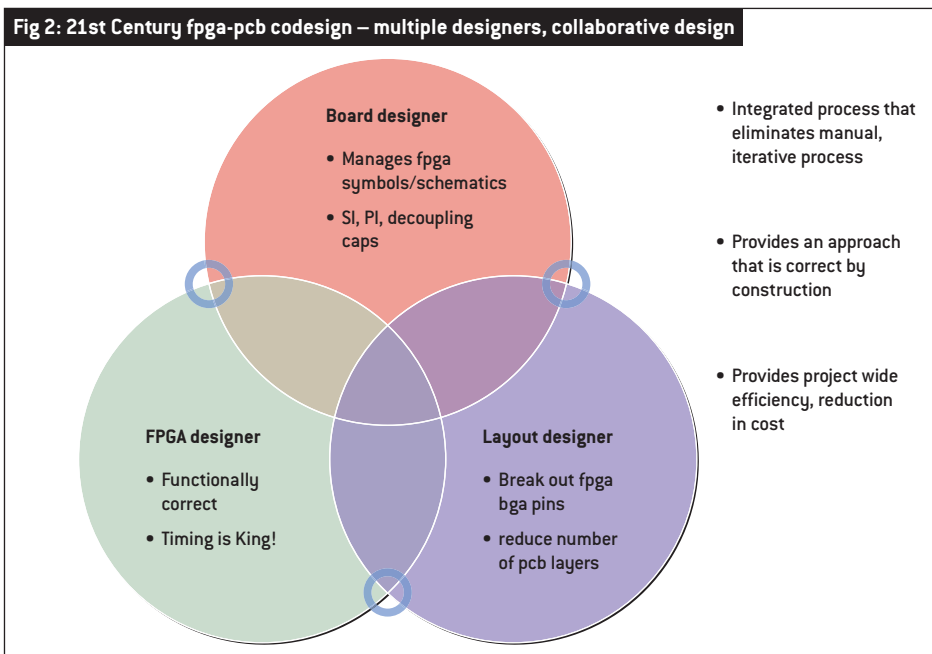 Fig 2: 21st Century fpga-pcb codesign – multiple designers, collaborative design
Board designer
• Manages fpga
symbols/schematics
• SI, PI, decoupling
caps
FPGA designer
• Functionally
correct
• Timing is King!
Layout designer
• Break out fpga
bga pins
• reduce number
of pcb layers
• Integrated process that
eliminates manual,
iterative process
• Provides an approach
that is correct by
construction
• Provides project wide
efficiency, reduction
in cost